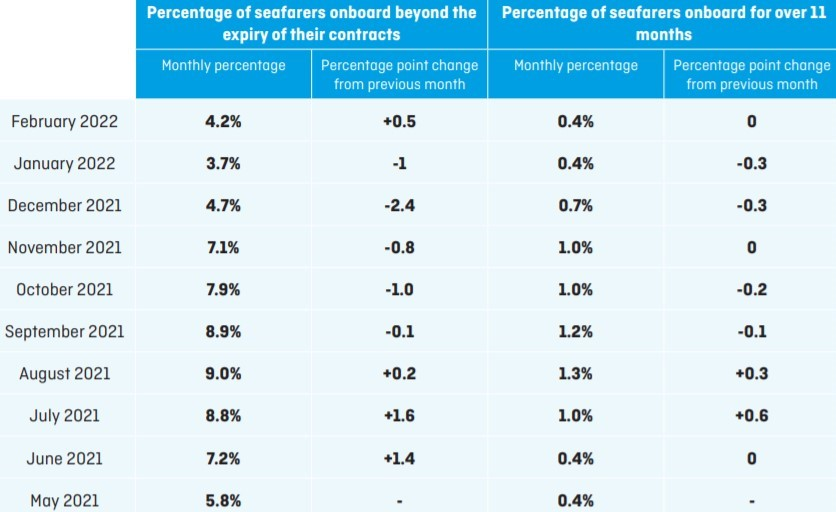 Percentage of seafarers onboard beyond the
expiry of their contracts
Percentage of seafarers onboard for over 11
months
Monthly percentage
Percentage point change
from previous month
Monthly percentage
Percentage point change
from previous month
February 2022 4.2% +0.5 0.4% 0
January 2022 3.7% -1 0.4% -0.3
December 2021 4.7% -2.4 0.7% -0.3
November 2021 7.1% -0.8 1.0% 0
October 2021 7.9% -1.0 1.0% -0.2
September 2021 8.9% -0.1 1.2% -0.1
August 2021 9.0% +0.2 1.3% +0.3
July 2021 8.8% +1.6 1.0% +0.6
June 2021 7.2% +1.4 0.4% 0
May 2021 5.8% - 0.4% -